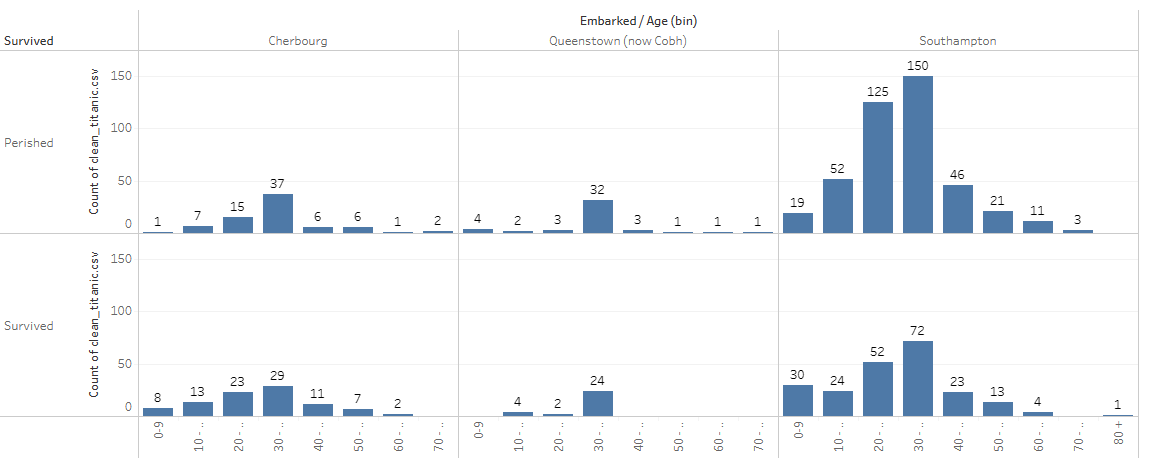 Embarked / Age (bin)
Survived Cherbourg Queenstown (now Cobh) Southampton
Perished
Count of clean_titanic.csv
150
100
50
0
1 7 15 37 6 6 1 2
4 2 3 32 3 1 1 1
19 52 125 150 46 21 11 3
Survived
Count of clean_titanic.csv
150
100
50
0
8 13 23 29 11 7 2
4 2 24
30 24 52 72 23 13 4 1
0-9 10 - .. 20 - .. 30 - .. 40 - .. 50 - .. 60 - .. 70 - ..
0-9 10 - .. 20 - .. 30 - .. 40 - .. 50 - .. 60 - .. 70 - ..
0-9 10 - .. 20 - .. 30 - .. 40 - .. 50 - .. 60 - .. 70 - .. 80 +